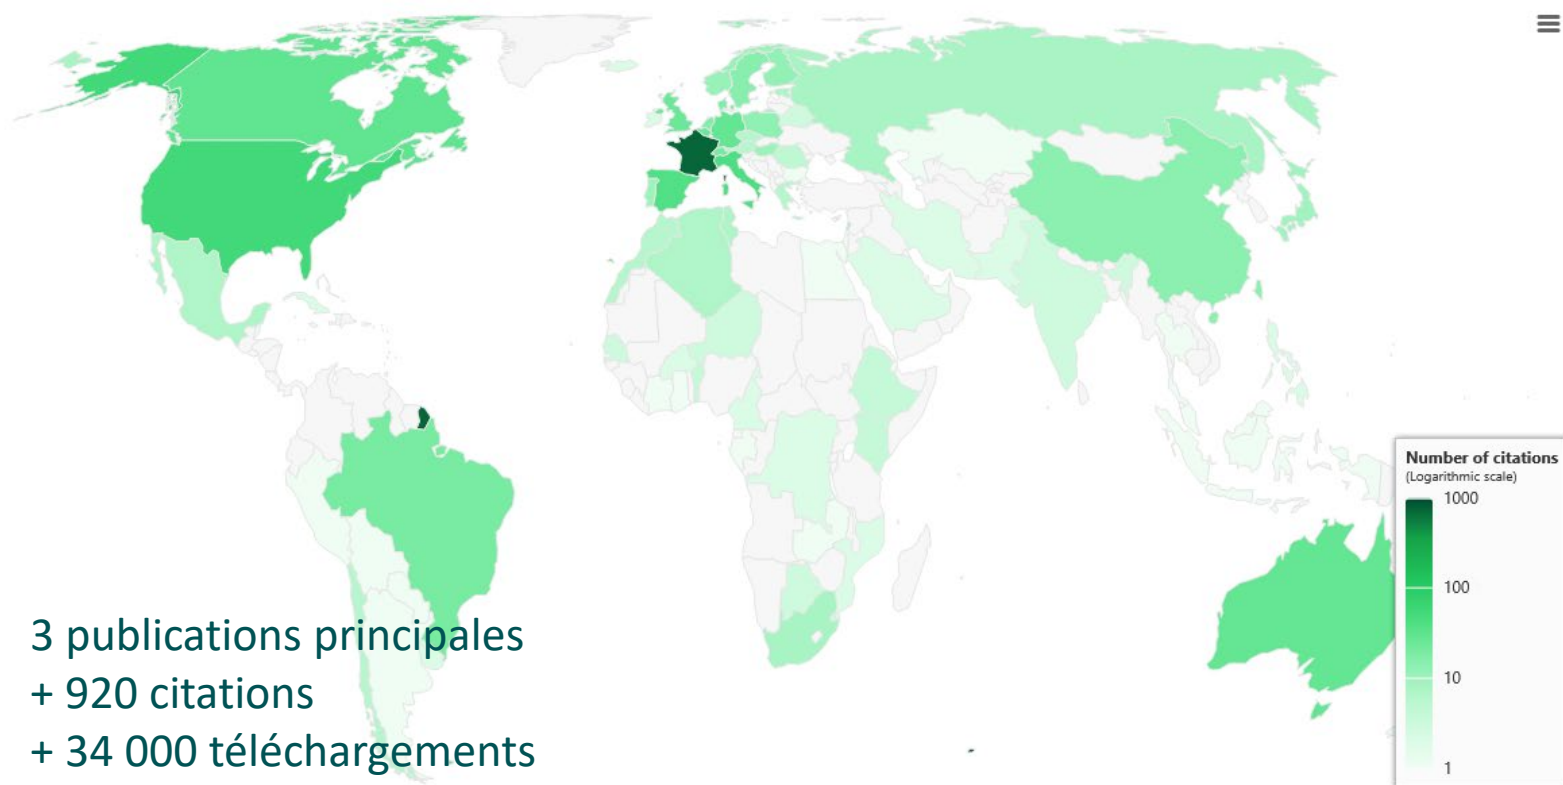 Number of citations
(Logarithmic scale)
1000
100
10
1
3 publications principales
+ 920 citations
+ 34 000 téléchargements